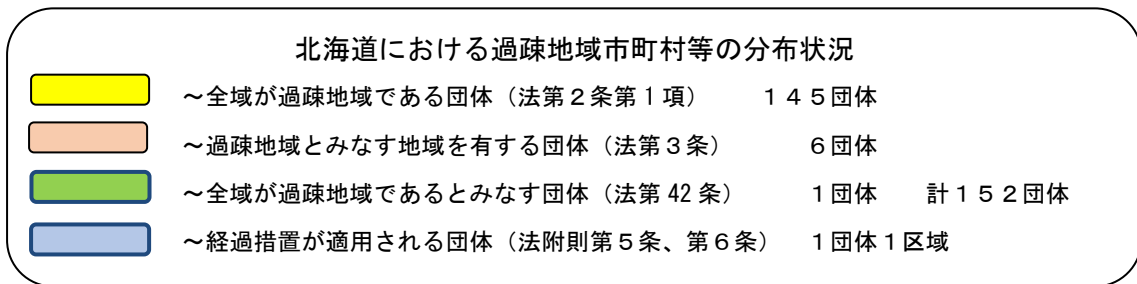 北海道における過疎地域市町村等の分布状況
～全域が過疎地域である団体（法第２条第１項）　　１４５団体
～過疎地域とみなす地域を有する団体（法第３条）　　　６団体
～全域が過疎地域であるとみなす団体（法第 42 条）　　　１団体　　計１５２団体
～経過措置が適用される団体（法附則第５条、第６条）　１団体１区域